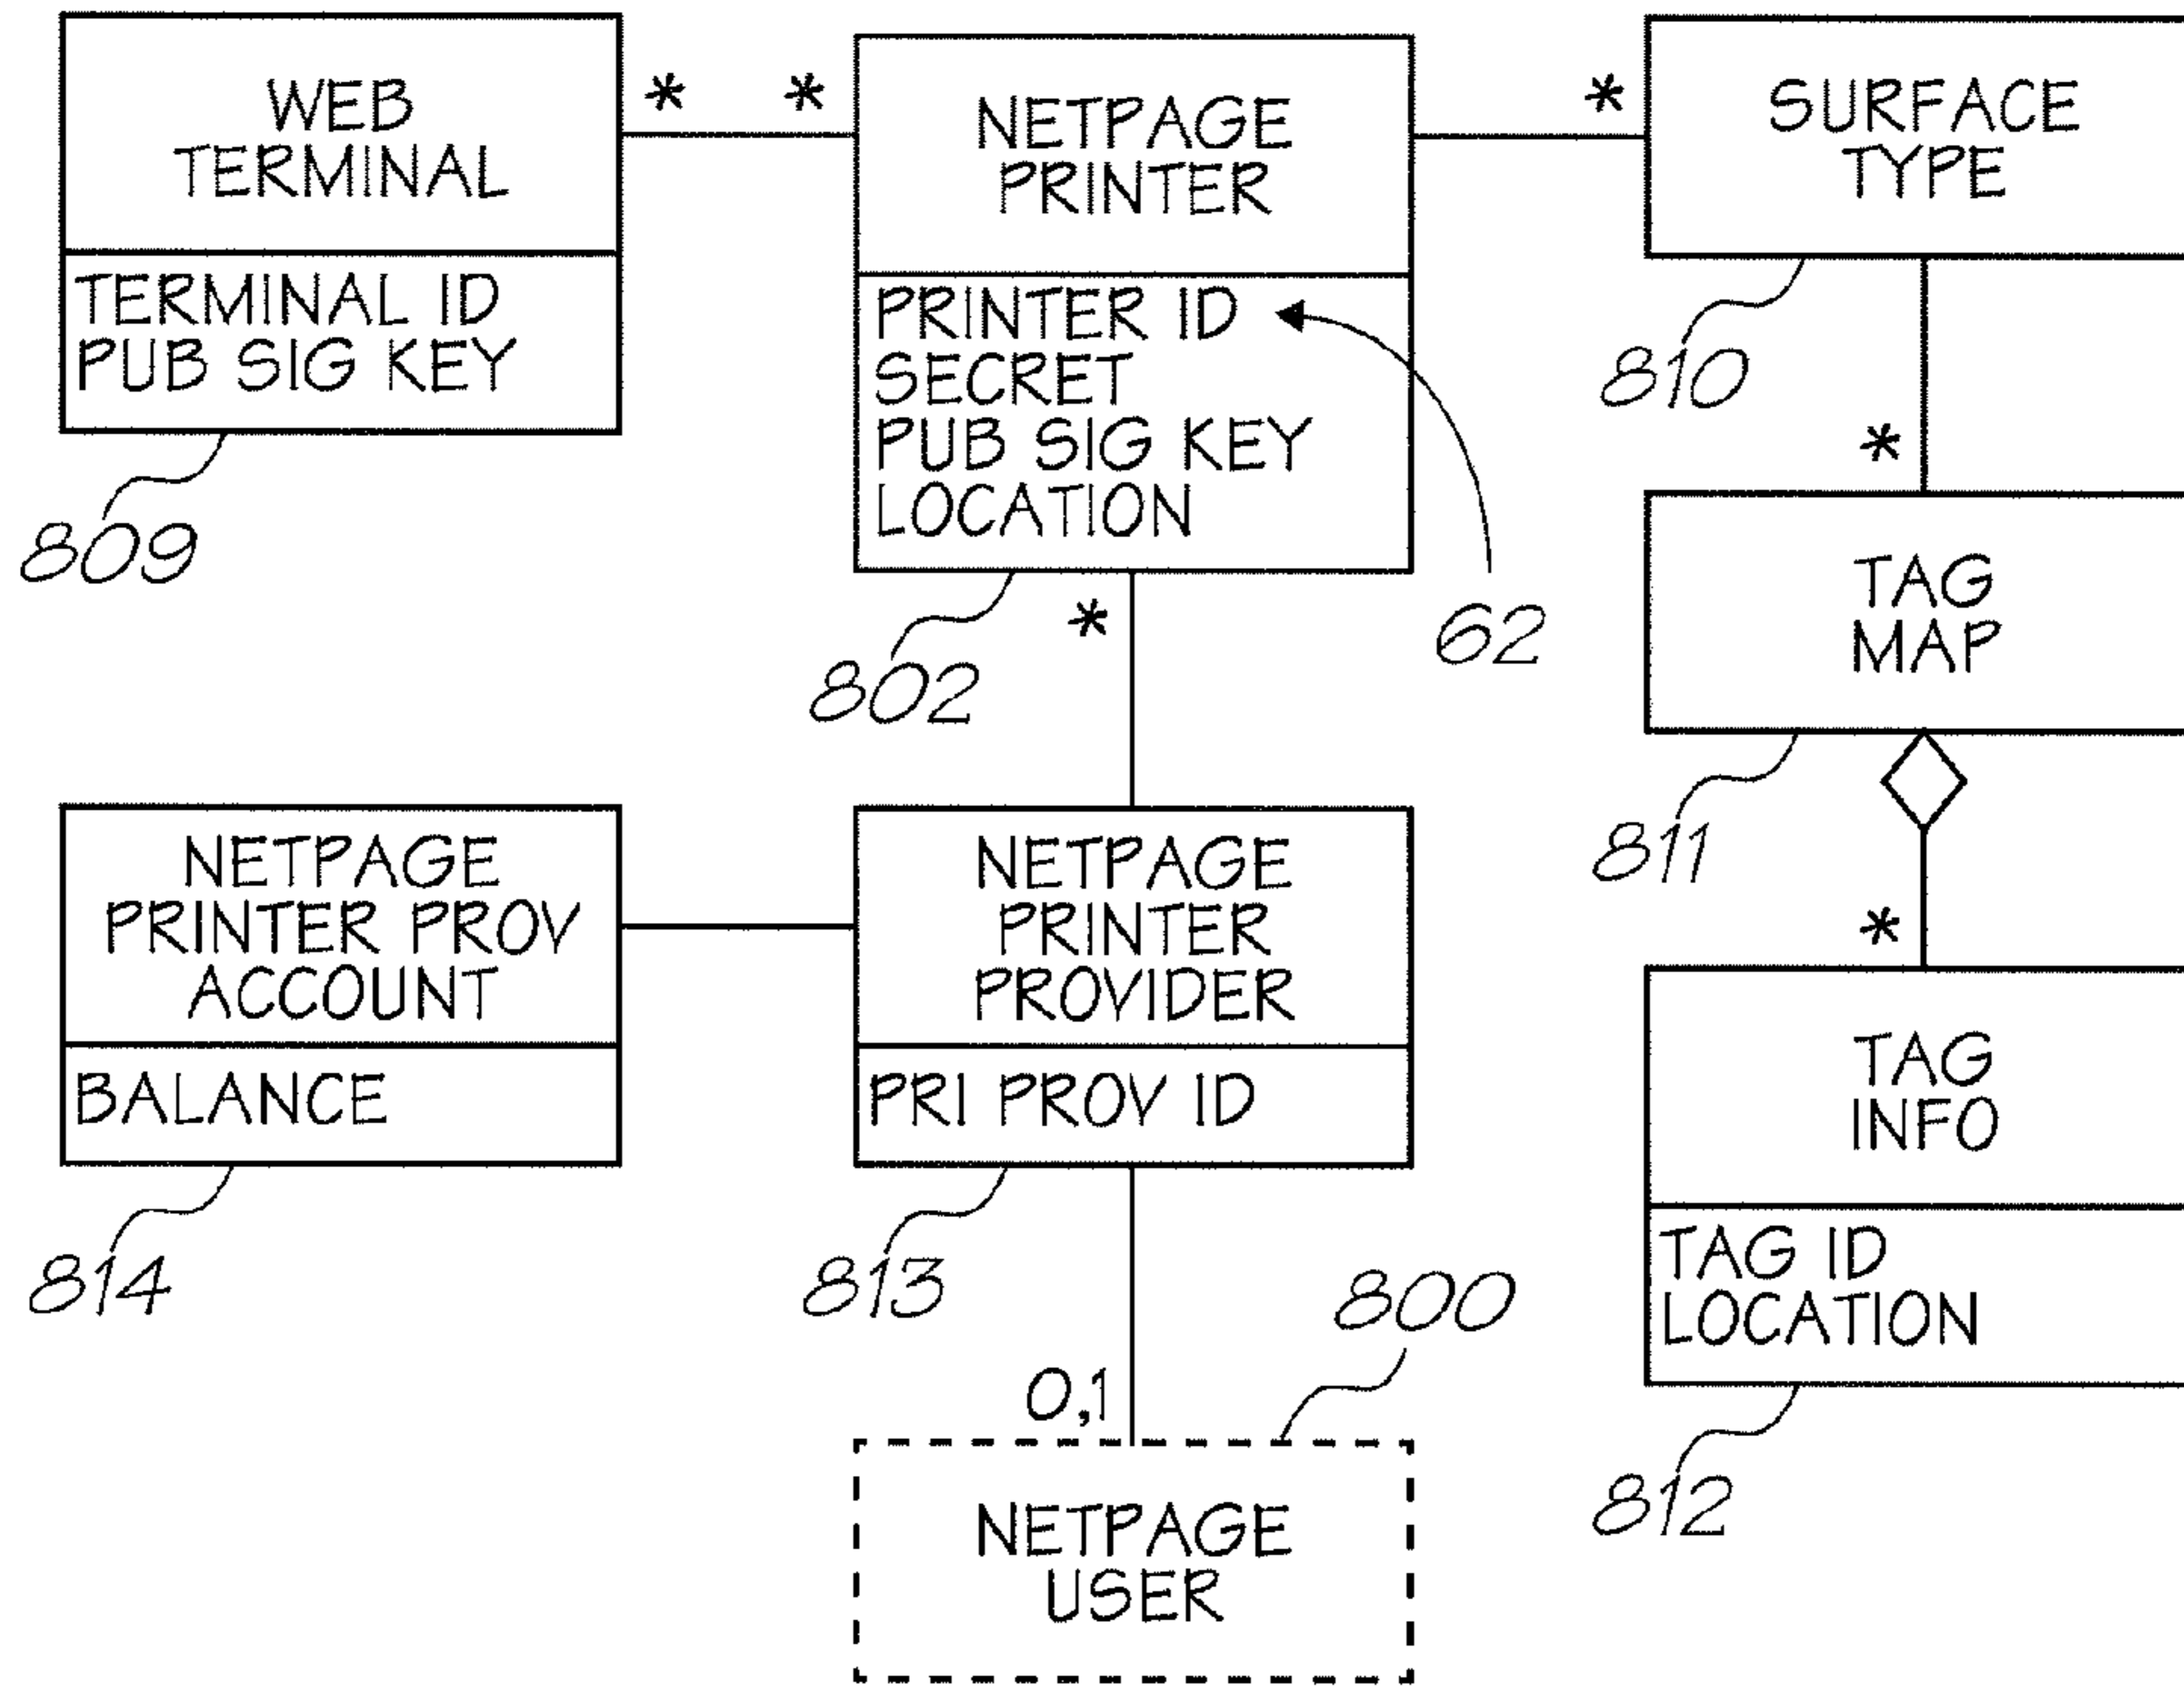 WEB
TERMINAL
TERMINAL ID
PUB SIG KEY
809
*
*
NETPAGE
PRINTER
PRINTER ID
SECRET
PUB SIG KEY
LOCATION
62
802
*
*
SURFACE
TYPE
810
*
TAG
MAP
811
*
NETPAGE
PRINTER PROV
ACCOUNT
BALANCE
814
NETPAGE
PRINTER
PROVIDER
PRI PROV ID
813
0,1
800
NETPAGE
USER
TAG
INFO
TAG ID
LOCATION
812